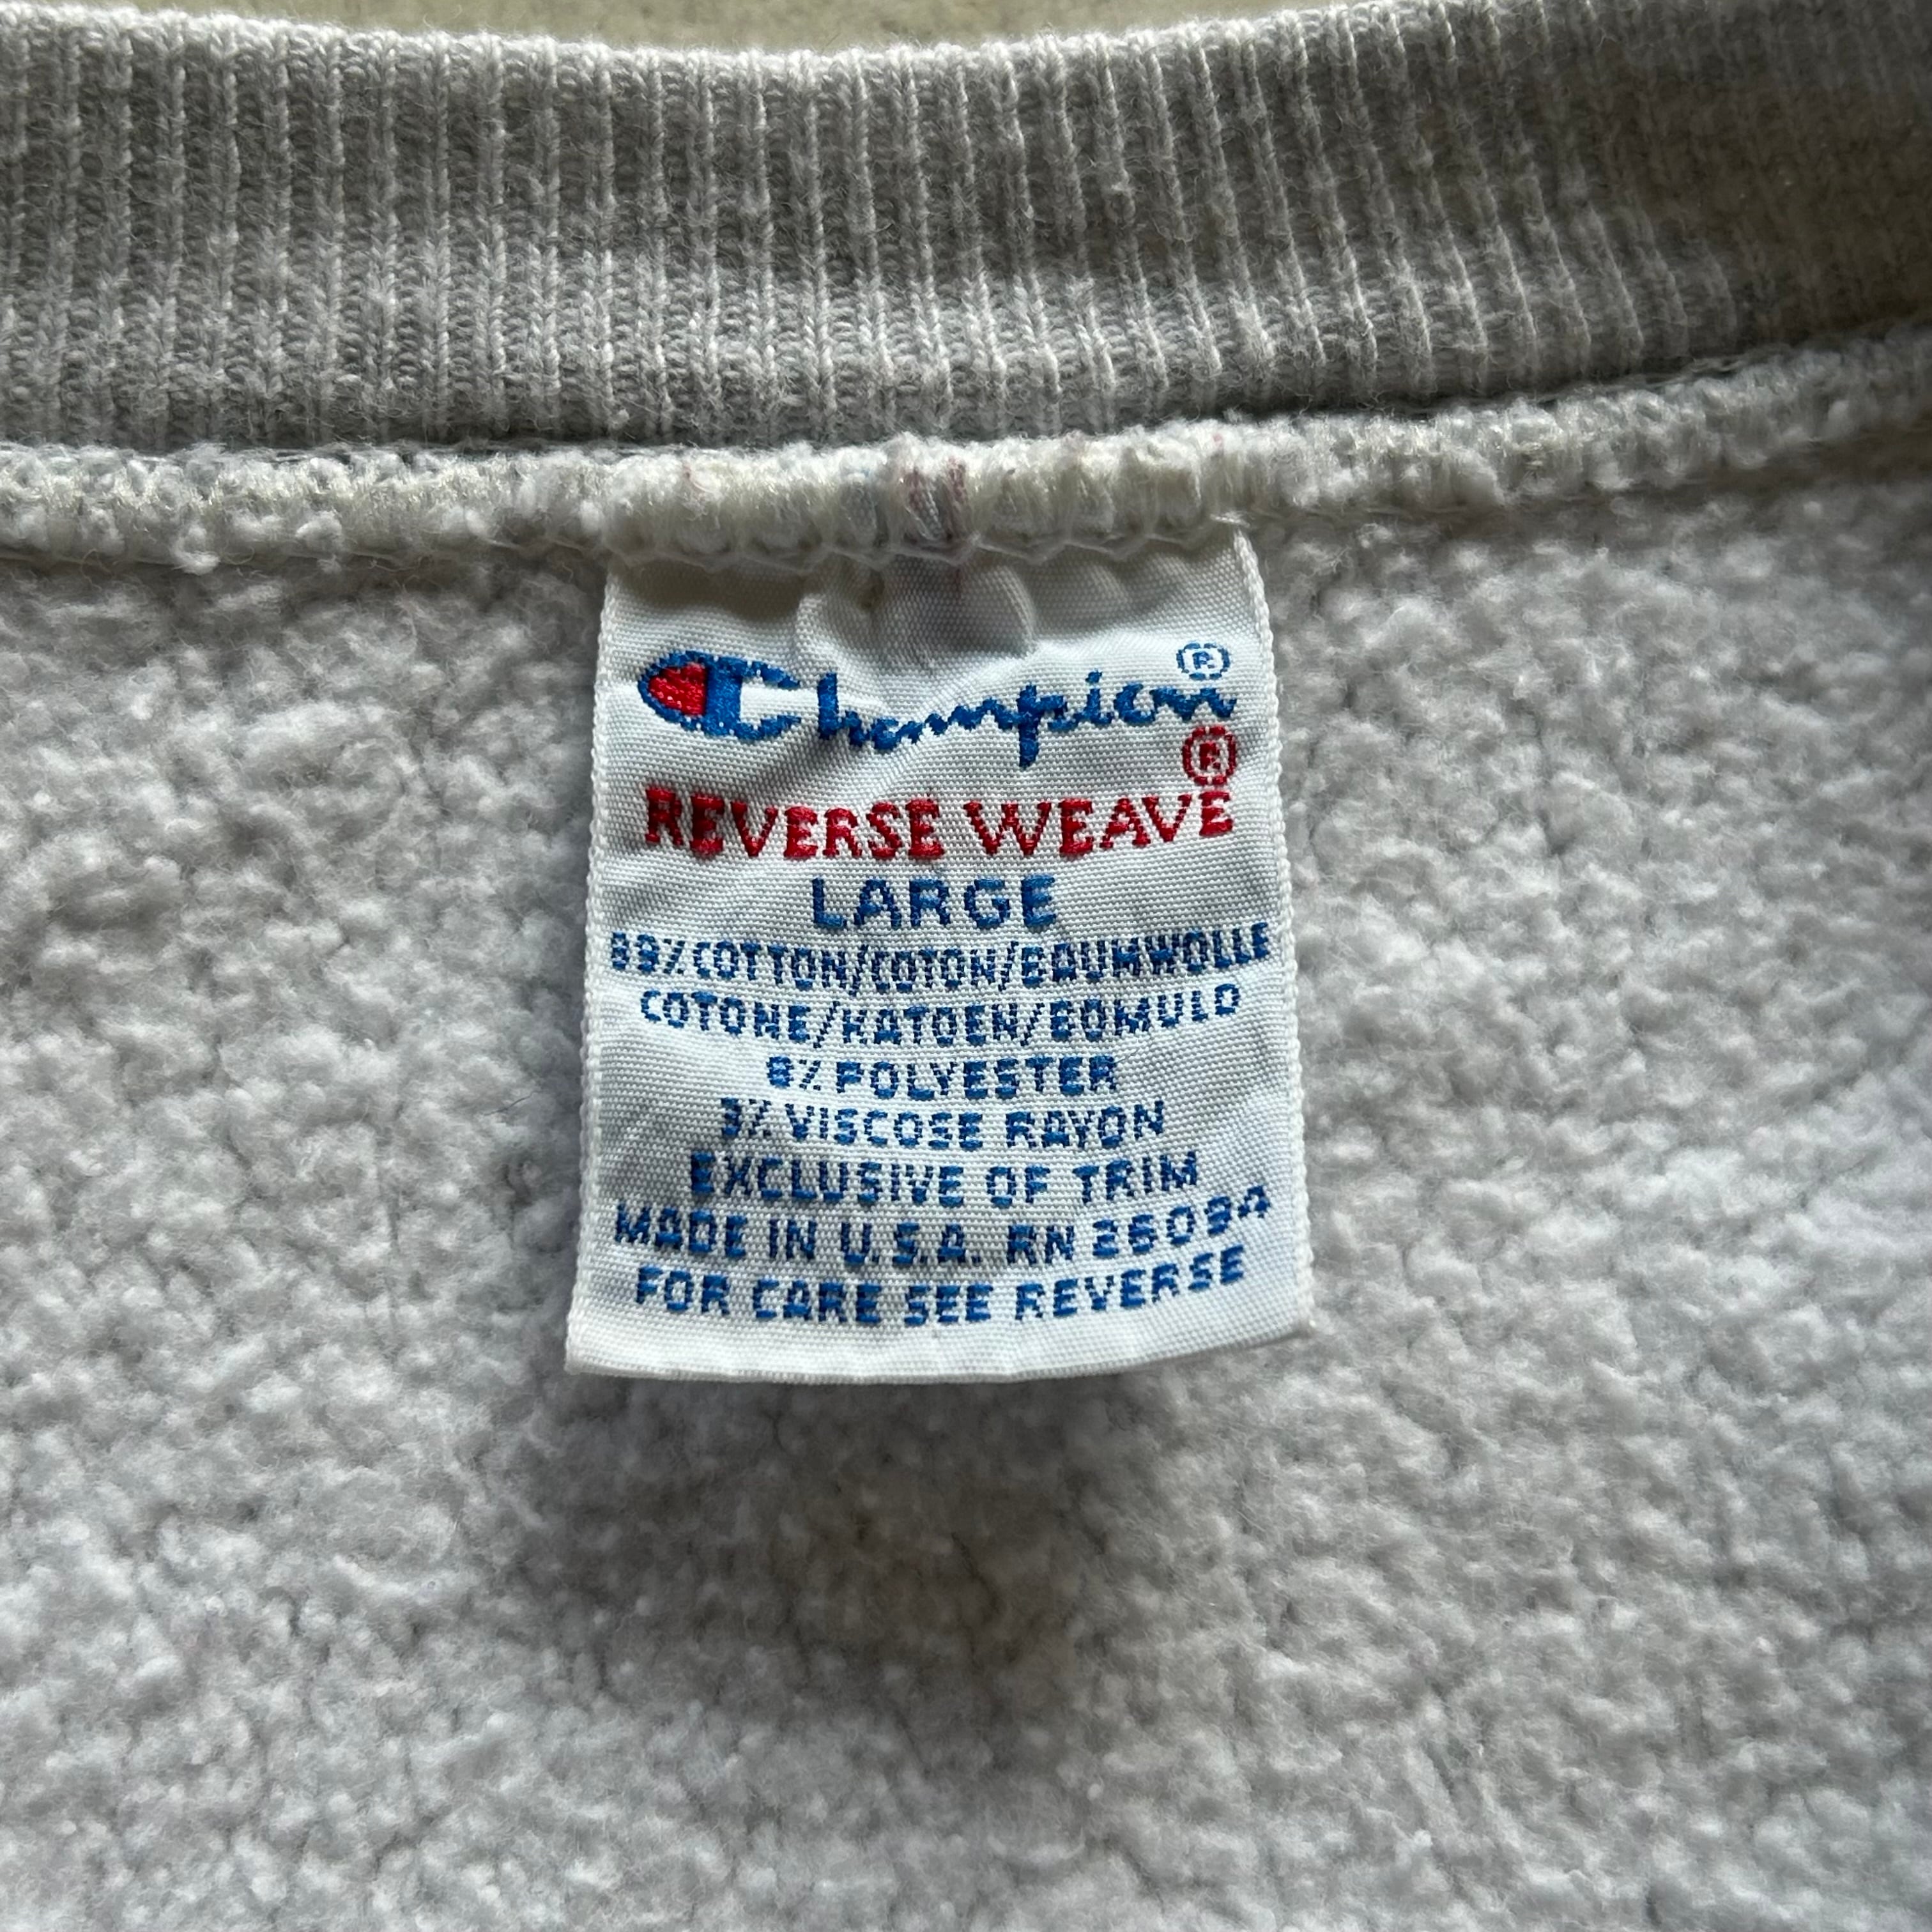 Champion®
REVERSE WEAVE®
LARGE
89% COTTON/COTON/BAUMWOLLE
COTONE/KATOEN/BOMULD
8% POLYESTER
3% VISCOSE RAYON
EXCLUSIVE OF TRIM
MADE IN U.S.A. RN 26094
FOR CARE SEE REVERSE